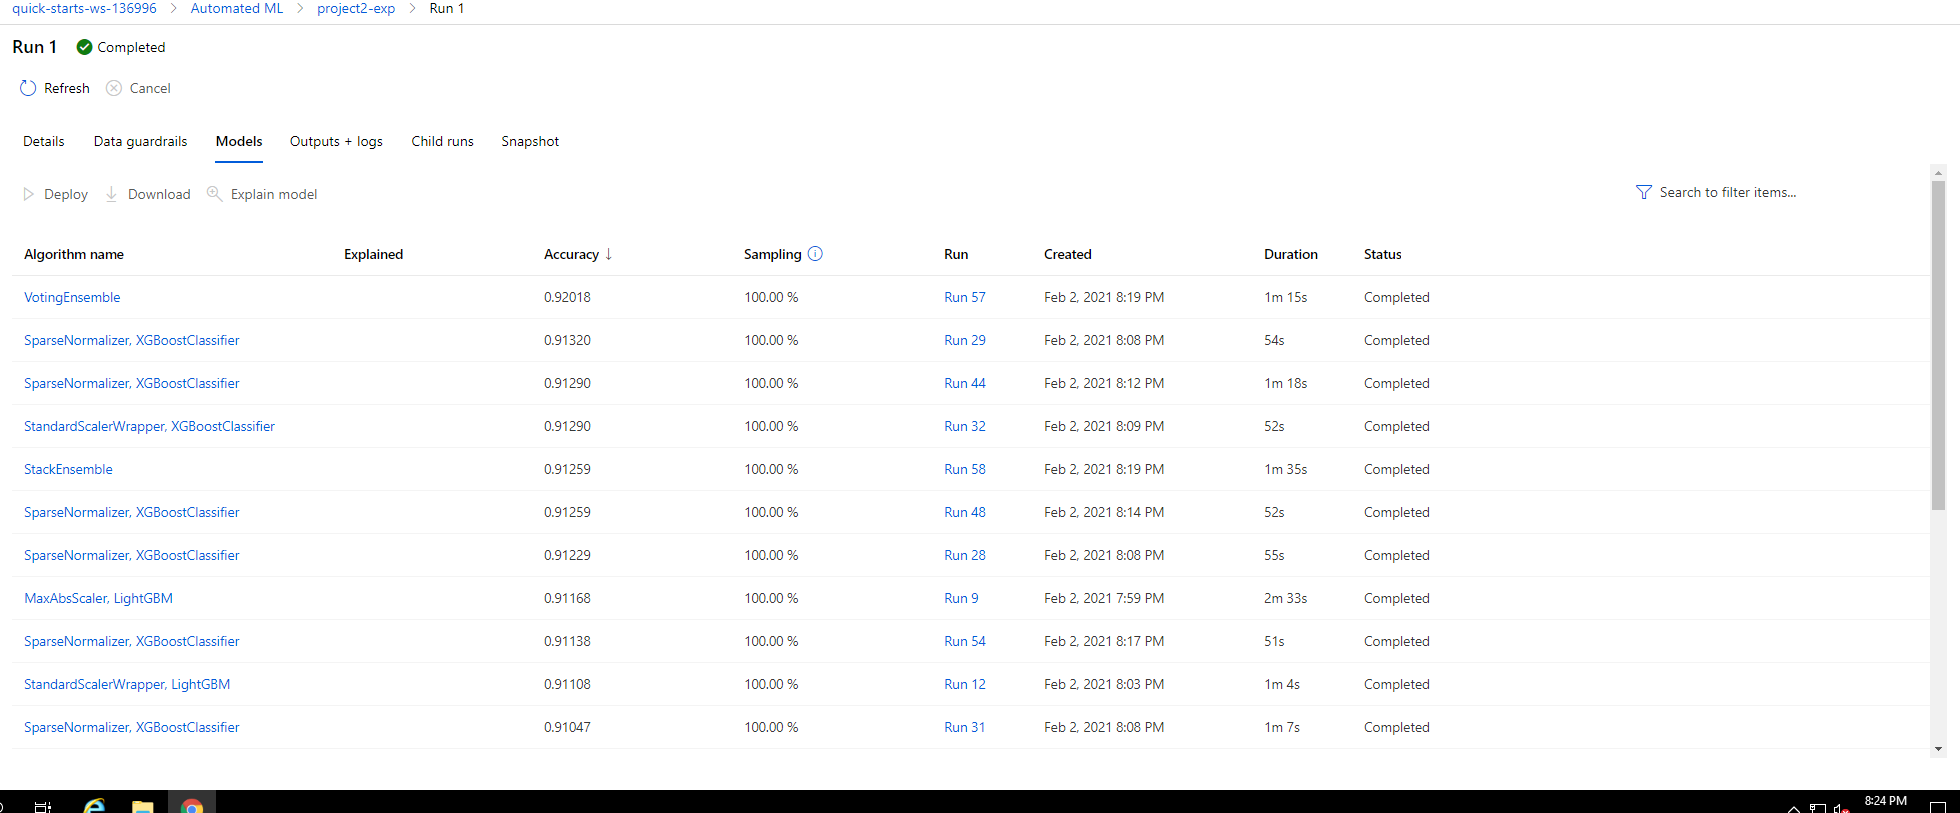 quick-starts-ws-136996 > Automated ML > project2-exp > Run 1
Run 1 Completed
Refresh Cancel
Details Data guardrails Models Outputs + logs Child runs Snapshot
Deploy Download Explain model Search to filter items...
Algorithm name Explained Accuracy ↓ Sampling Run Created Duration Status
VotingEnsemble 0.92018 100.00 % Run 57 Feb 2, 2021 8:19 PM 1m 15s Completed
SparseNormalizer, XGBoostClassifier 0.91320 100.00 % Run 29 Feb 2, 2021 8:08 PM 54s Completed
SparseNormalizer, XGBoostClassifier 0.91290 100.00 % Run 44 Feb 2, 2021 8:12 PM 1m 18s Completed
StandardScalerWrapper, XGBoostClassifier 0.91290 100.00 % Run 32 Feb 2, 2021 8:09 PM 52s Completed
StackEnsemble 0.91259 100.00 % Run 58 Feb 2, 2021 8:19 PM 1m 35s Completed
SparseNormalizer, XGBoostClassifier 0.91259 100.00 % Run 48 Feb 2, 2021 8:14 PM 52s Completed
SparseNormalizer, XGBoostClassifier 0.91229 100.00 % Run 28 Feb 2, 2021 8:08 PM 55s Completed
MaxAbsScaler, LightGBM 0.91168 100.00 % Run 9 Feb 2, 2021 7:59 PM 2m 33s Completed
SparseNormalizer, XGBoostClassifier 0.91138 100.00 % Run 54 Feb 2, 2021 8:17 PM 51s Completed
StandardScalerWrapper, LightGBM 0.91108 100.00 % Run 12 Feb 2, 2021 8:03 PM 1m 4s Completed
SparseNormalizer, XGBoostClassifier 0.91047 100.00 % Run 31 Feb 2, 2021 8:08 PM 1m 7s Completed
8:24 PM